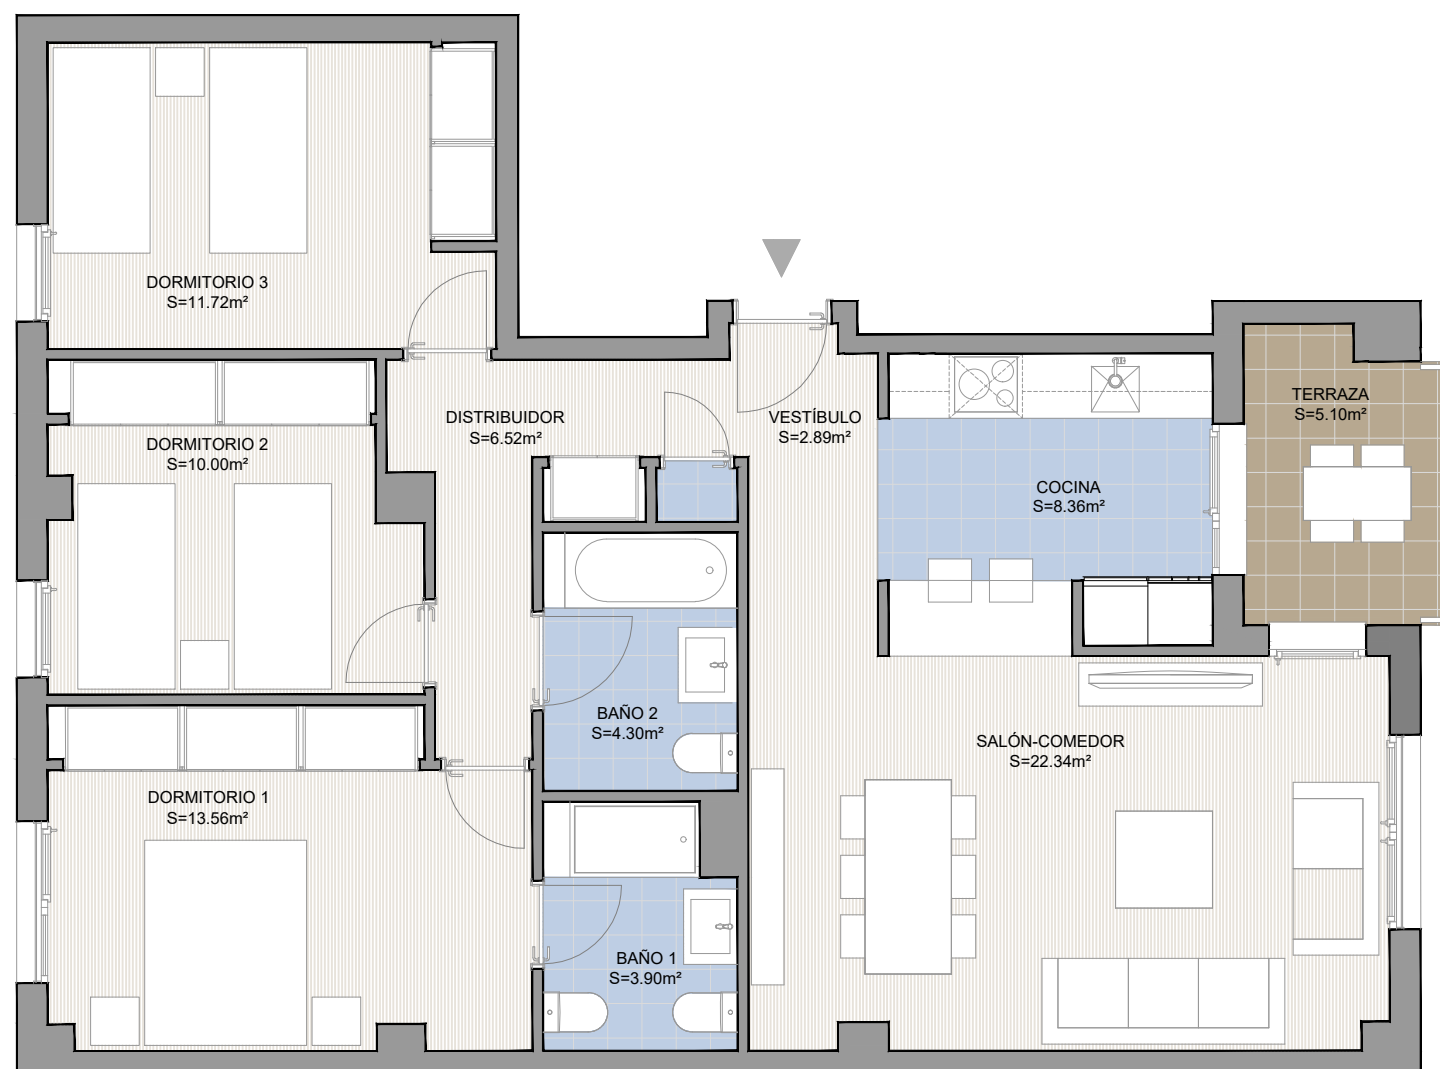 DORMITORIO 3
S=11.72m²
DISTRIBUIDOR
S=6.52m²
VESTÍBULO
S=2.89m²
TERRAZA
S=5.10m²
DORMITORIO 2
S=10.00m²
COCINA
S=8.36m²
BAÑO 2
S=4.30m²
SALÓN-COMEDOR
S=22.34m²
DORMITORIO 1
S=13.56m²
BAÑO 1
S=3.90m²